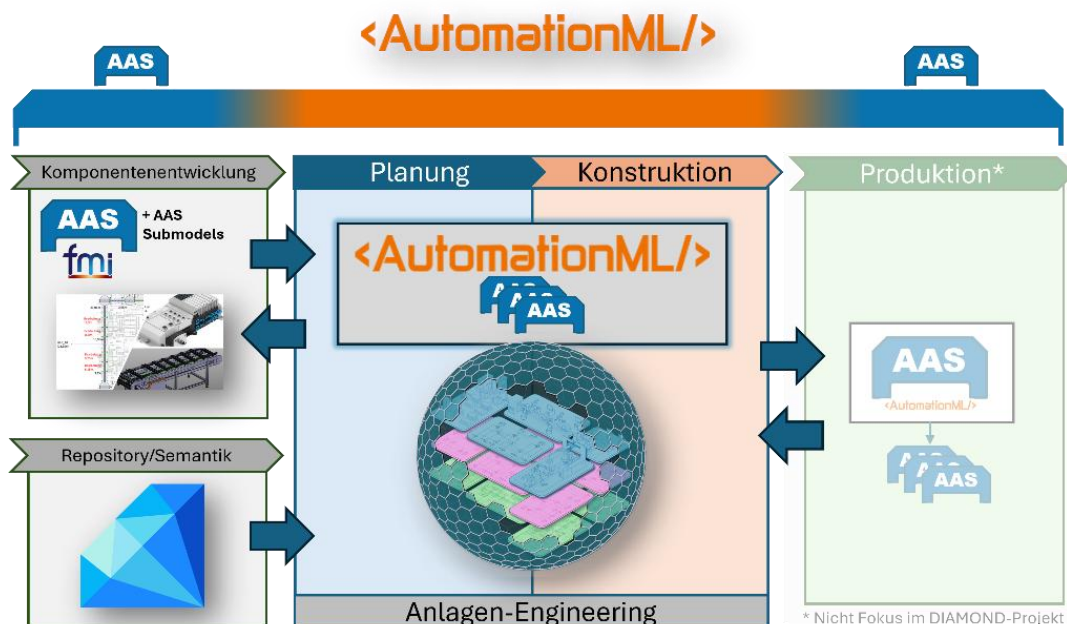 <AutomationML/>
AAS
AAS
Komponentenentwicklung
AAS
+ AAS
Submodels
fmi
Planung
Konstruktion
<AutomationML/>
AAS
Produktion*
AAS
<AutomationML/>
AAS
Repository/Semantik
Anlagen-Engineering
* Nicht Fokus im DIAMOND-Projekt